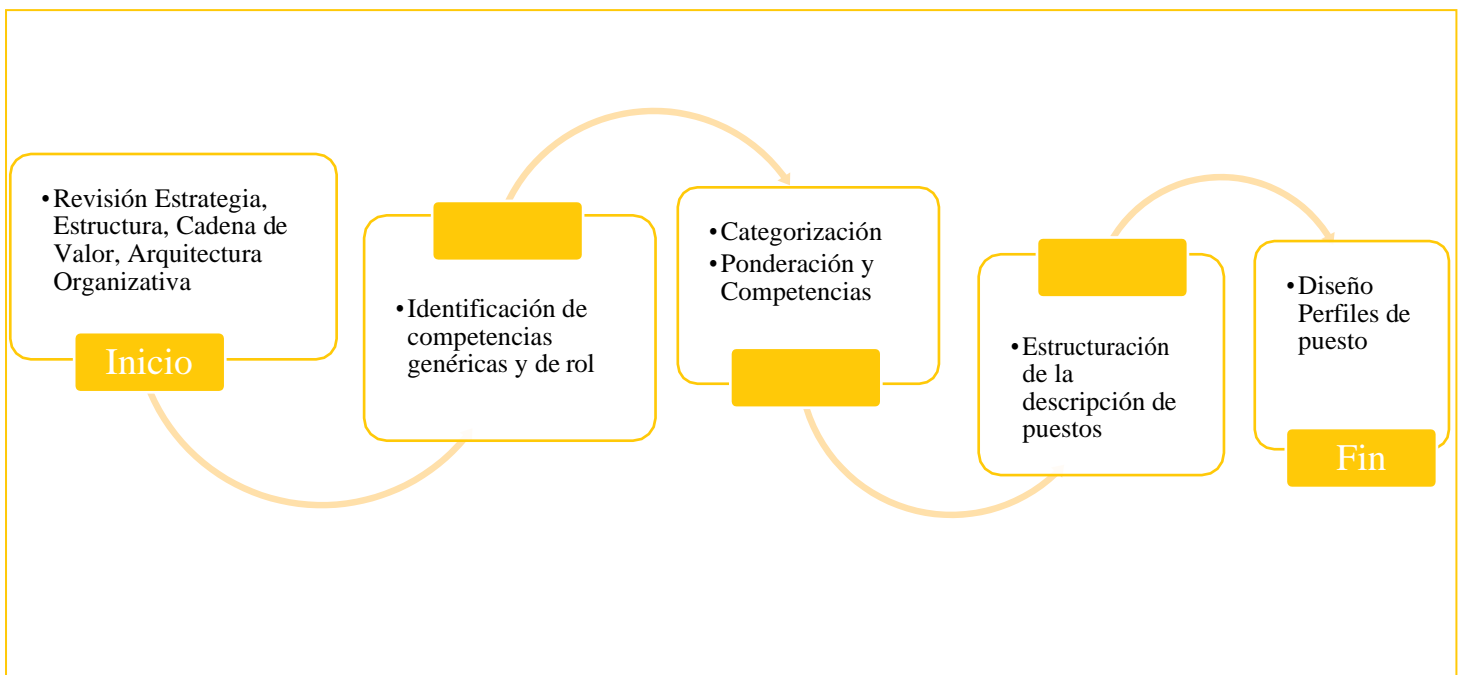 •Revisión Estrategia,
Estructura, Cadena de
Valor, Arquitectura
Organizativa
Inicio
•Identificación de
competencias
genéricas y de rol
•Categorización
•Ponderación y
Competencias
•Estructuración
de la
descripción de
puestos
•Diseño
Perfiles de
puesto
Fin